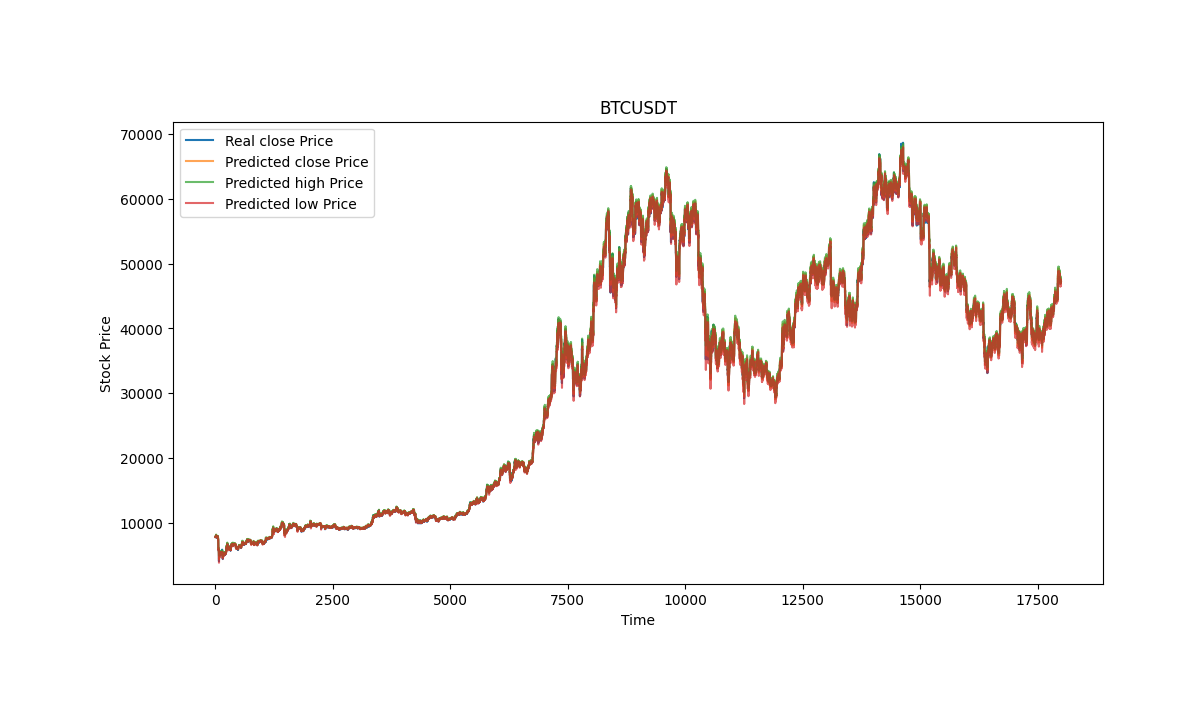 BTCUSDT
Real close Price
Predicted close Price
Predicted high Price
Predicted low Price
Stock Price
70000
60000
50000
40000
30000
20000
10000
0 2500 5000 7500 10000 12500 15000 17500
Time